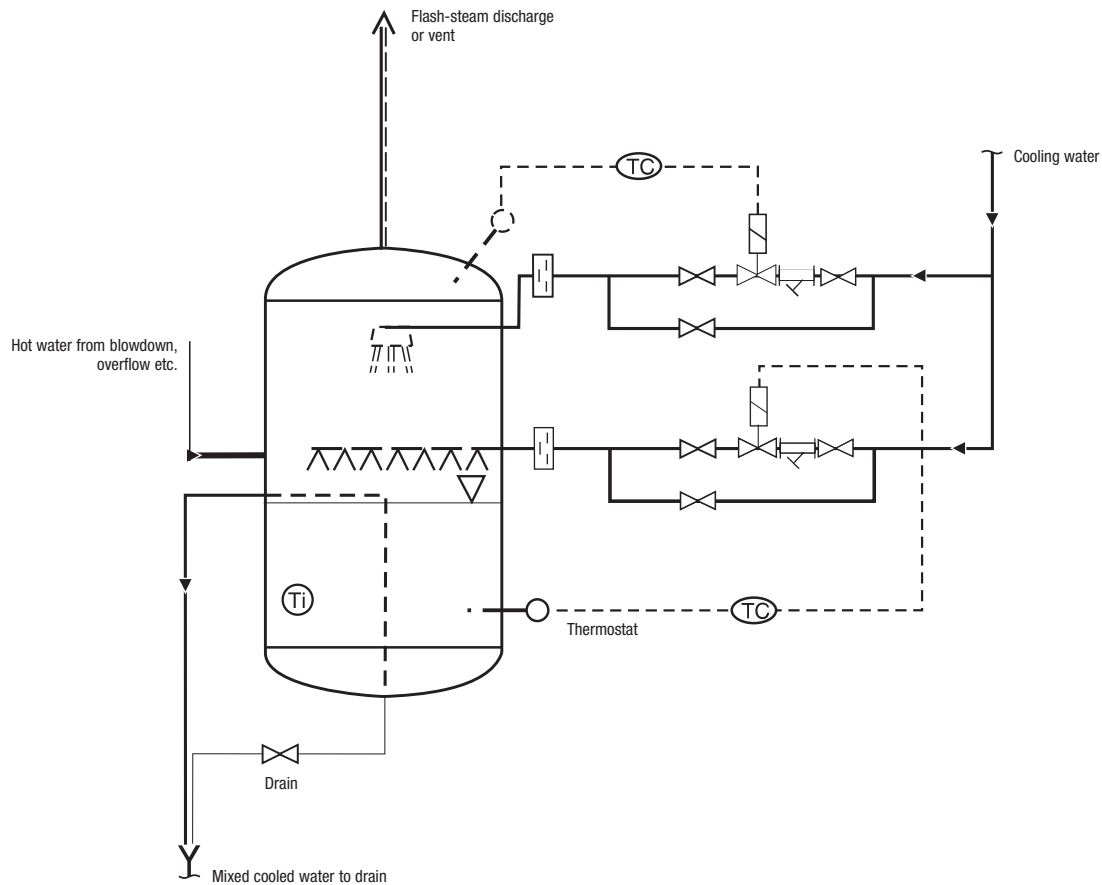 Flash-steam discharge
or vent
TC
Cooling water
Hot water from blowdown,
overflow etc.
Ti
TC
Thermostat
Drain
Mixed cooled water to drain